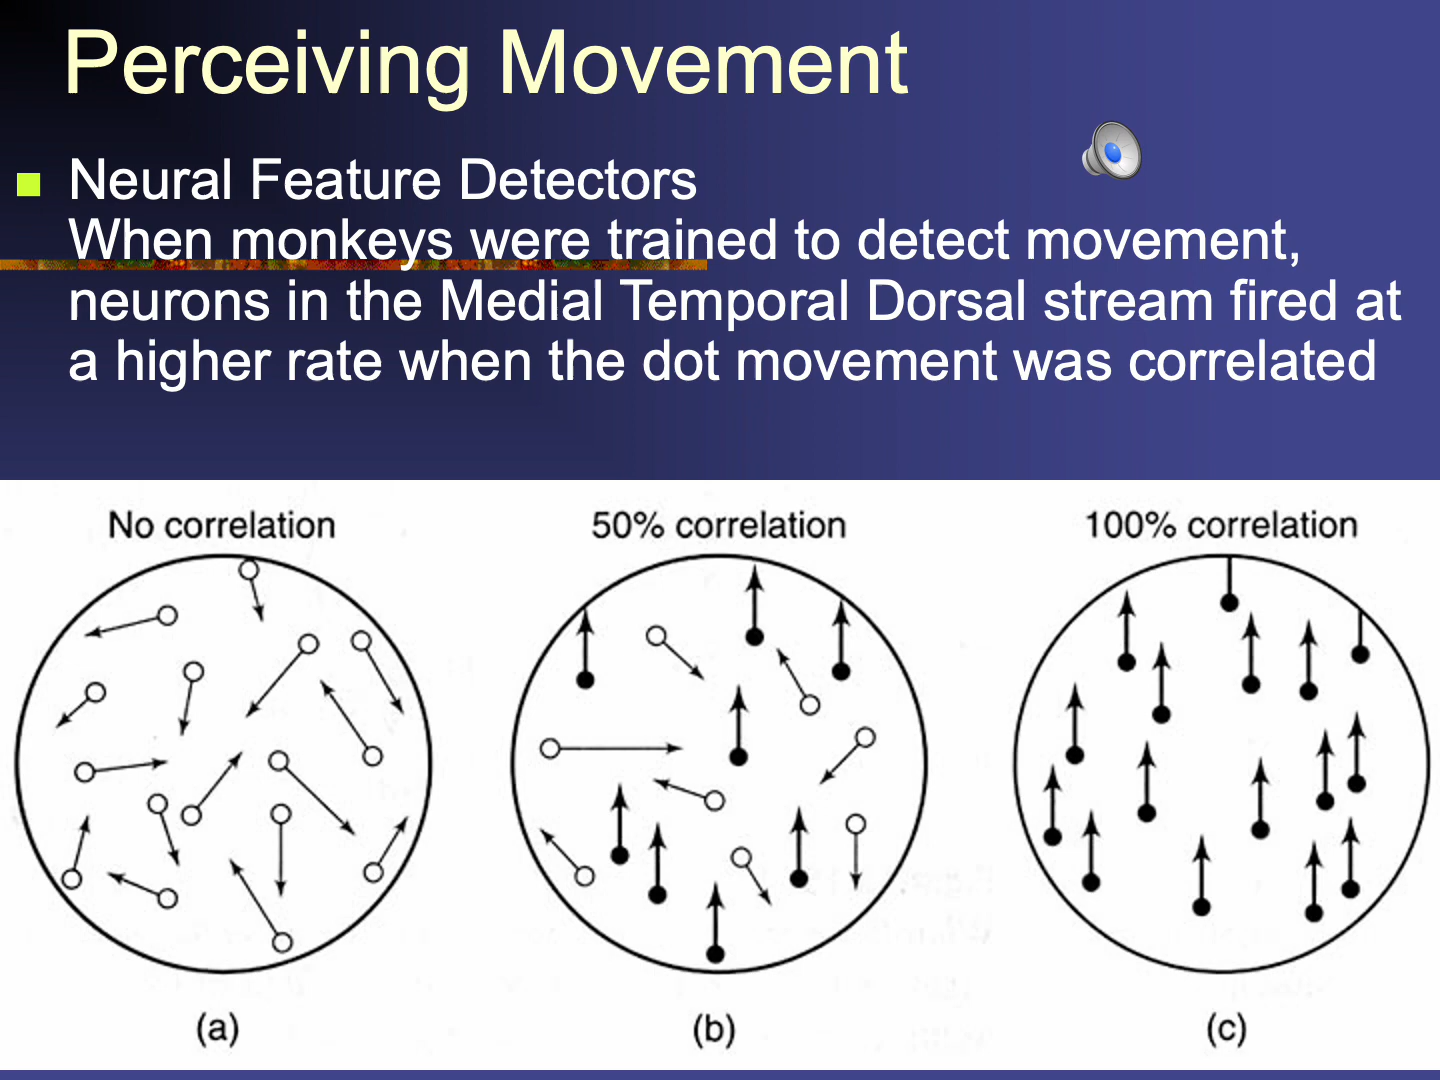 Perceiving Movement
Neural Feature Detectors
When monkeys were trained to detect movement,
neurons in the Medial Temporal Dorsal stream fired at
a higher rate when the dot movement was correlated
No correlation
50% correlation
100% correlation
(a)
(b)
(c)